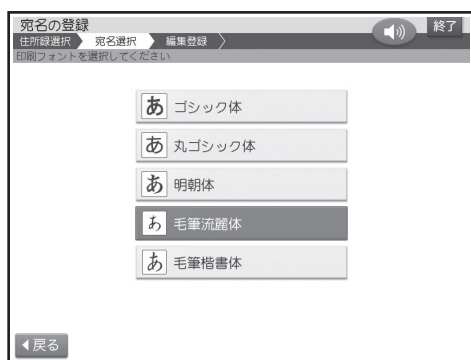 宛名の登録
終了
住所録選択 宛名選択 編集登録
印刷フォントを選択してください
あ ゴシック体
あ 丸ゴシック体
あ 明朝体
あ 毛筆流麗体
あ 毛筆楷書体
戻る